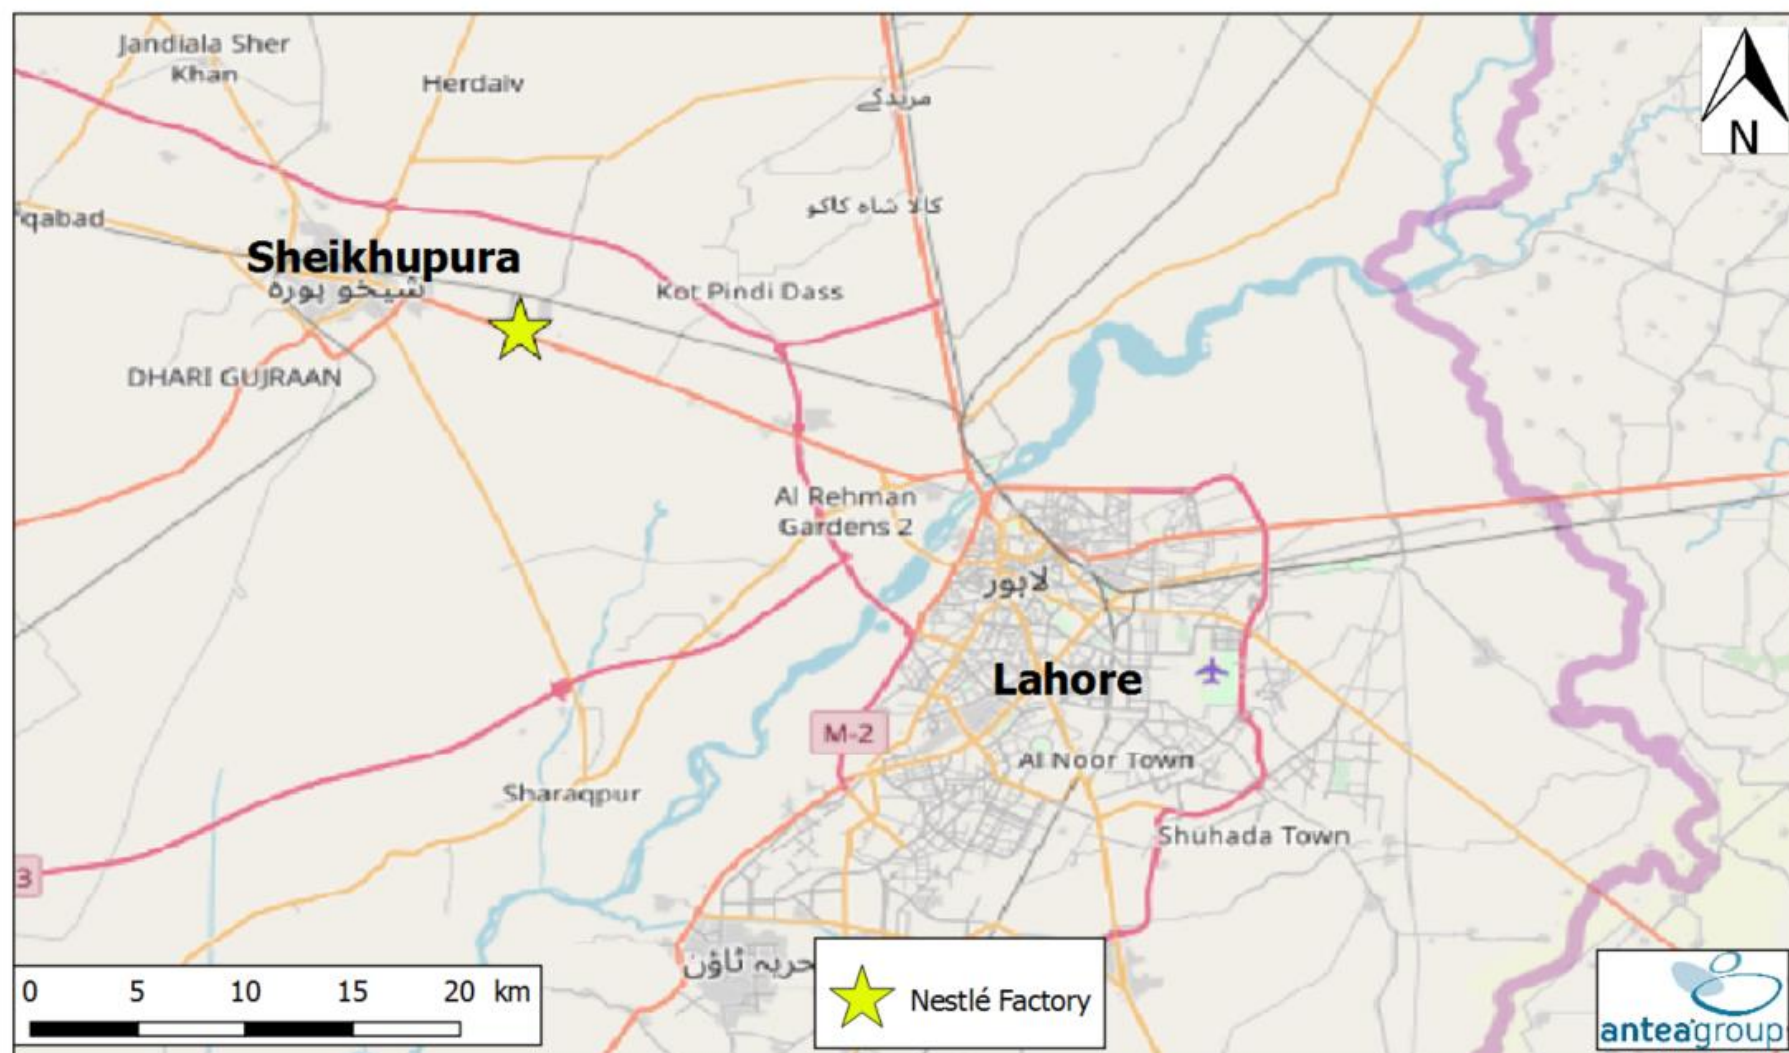 Jandiala Sher
Khan
Herdalv
مریدکے
N
qabad
کالا شاہ کاکو
Sheikhupura
شیخو پورہ
Kot Pindi Dass
DHARI GUJRAAN
Al Rehman
Gardens 2
لاہور
Lahore
M-2
Al Noor Town
Sharaqpur
Shuhada Town
3
حریہ ٹاؤن
0 5 10 15 20 km
Nestlé Factory
anteagroup